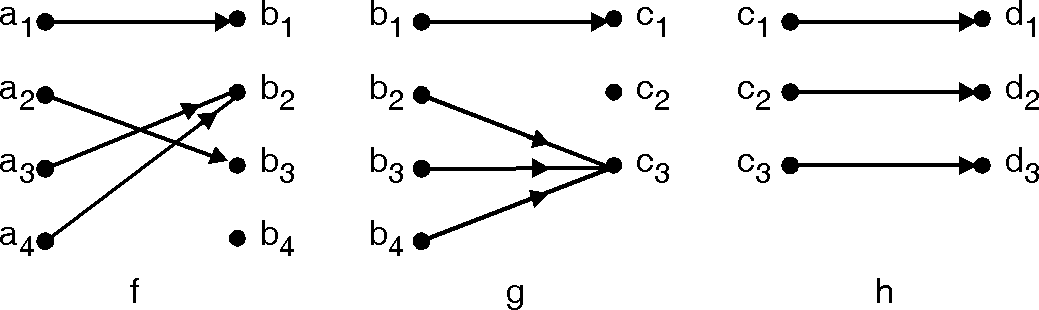 a₁ b₁ b₁ c₁ c₁ d₁
a₂ b₂ b₂ c₂ c₂ d₂
a₃ b₃ b₃ c₃ c₃ d₃
a₄ b₄ b₄
f g h